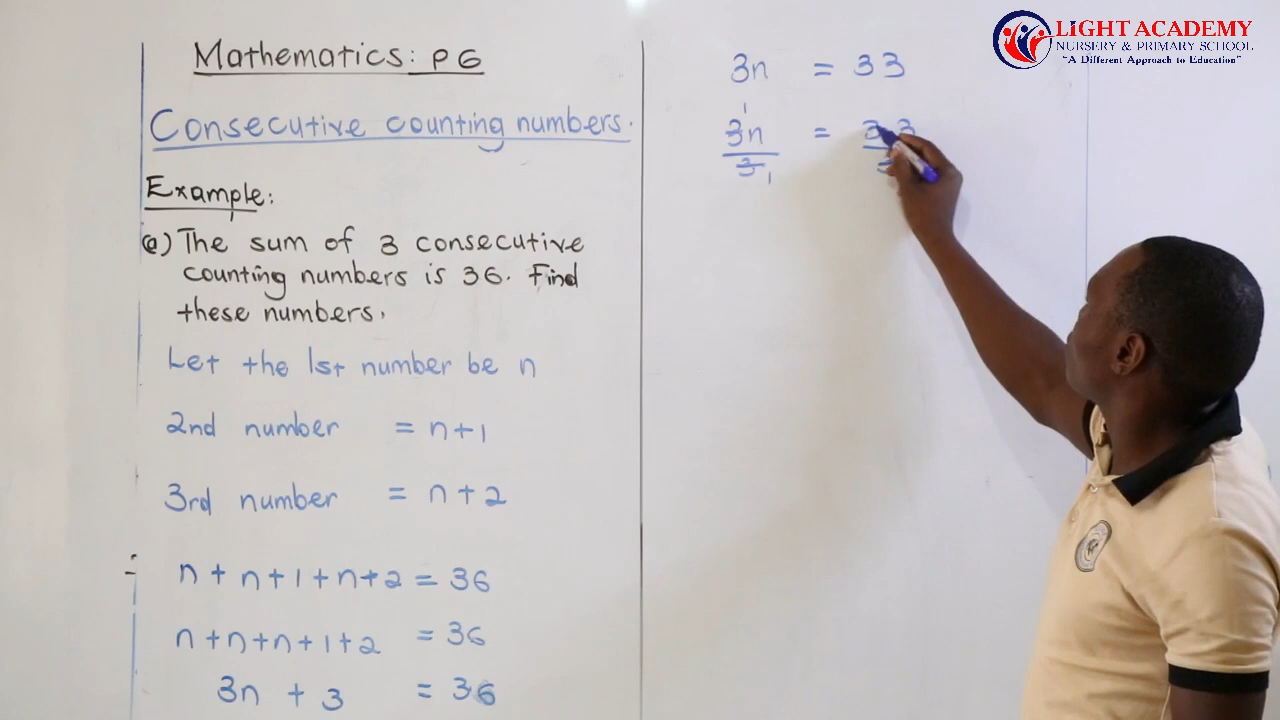 Mathematics: P6
Consecutive counting numbers.
Example:
(a) The sum of 3 consecutive
counting numbers is 36. Find
these numbers.
Let the 1st number be n
2nd number = n+1
3rd number = n+2
n+n+1+n+2 = 36
n+n+n+1+2 = 36
3n + 3 = 36
3n = 33
1
3n = 33
3 3
1
LIGHT ACADEMY
NURSERY & PRIMARY SCHOOL
"A Different Approach to Education"